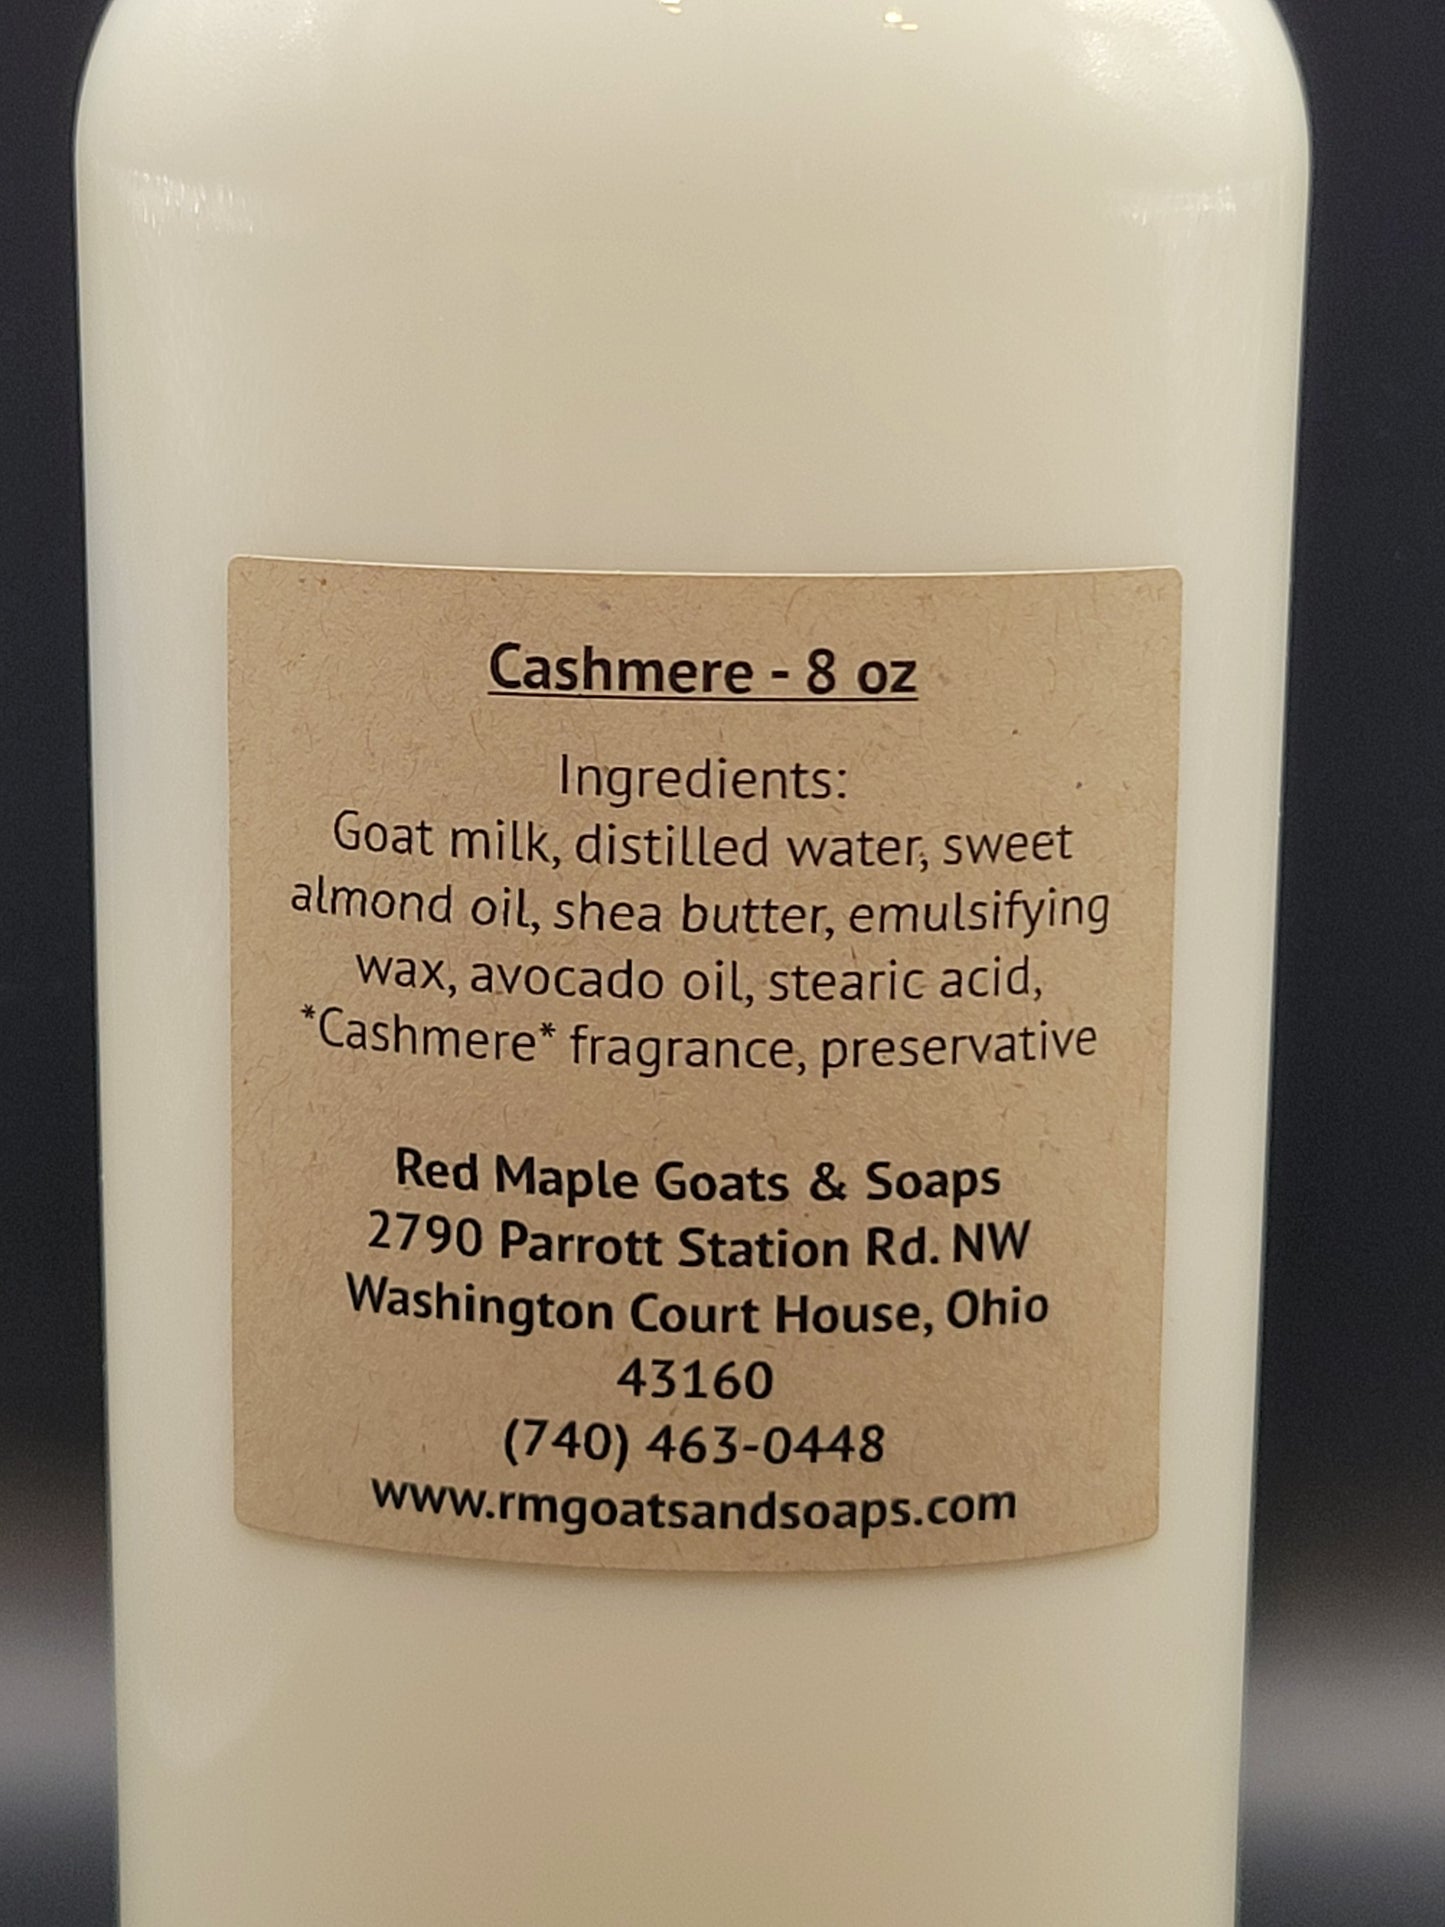 Cashmere - 8 oz
Ingredients:
Goat milk, distilled water, sweet
almond oil, shea butter, emulsifying
wax, avocado oil, stearic acid,
*Cashmere* fragrance, preservative
Red Maple Goats & Soaps
2790 Parrott Station Rd. NW
Washington Court House, Ohio
43160
(740) 463-0448
www.rmgoatsandsoaps.com